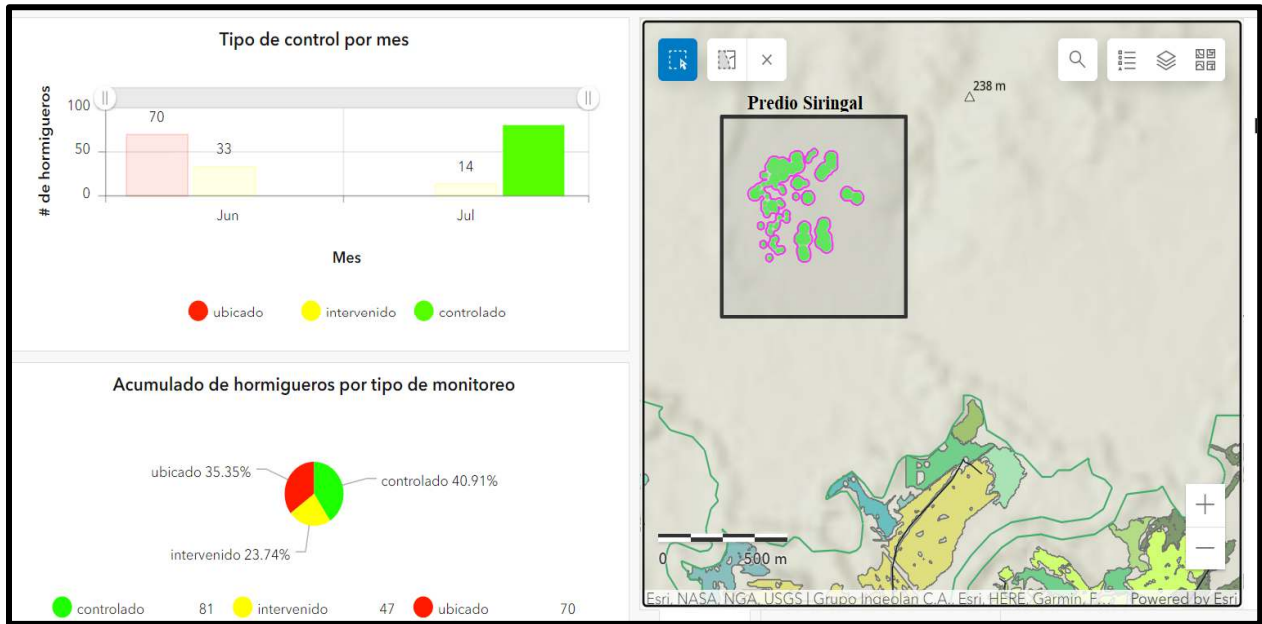 Tipo de control por mes
# de hormigueros
100
50
0
70
33
14
Jun
Jul
Mes
ubicado
intervenido
controlado
Acumulado de hormigueros por tipo de monitoreo
ubicado 35.35%
controlado 40.91%
intervenido 23.74%
controlado 81
intervenido 47
ubicado 70
238 m
Predio Siringal
0
500 m
Esri, NASA, NGA, USGS | Grupo Ingeolan C.A., Esri, HERE, Garmin, F...
Powered by Esri